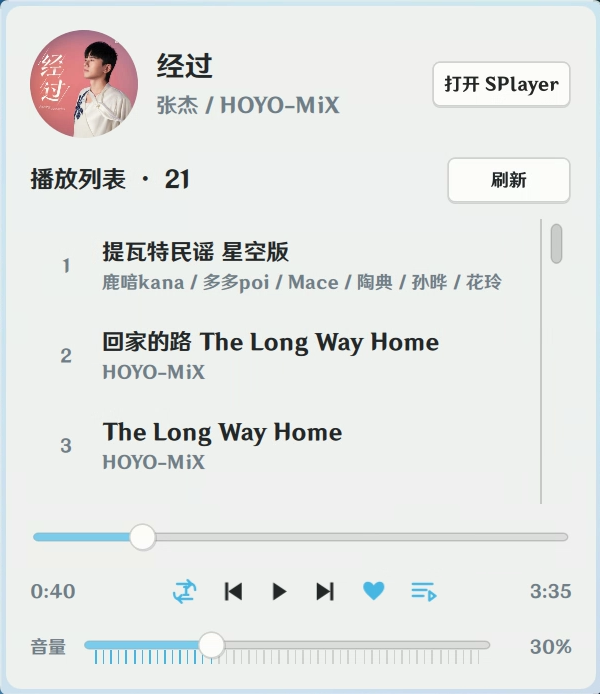 经过
经过
张杰 / HOYO-MiX
打开 SPlayer
播放列表 · 21
刷新
1
提瓦特民谣 星空版
鹿喑kana / 多多poi / Mace / 陶典 / 孙晔 / 花玲
2
回家的路 The Long Way Home
HOYO-MiX
3
The Long Way Home
HOYO-MiX
0:40
3:35
音量
30%